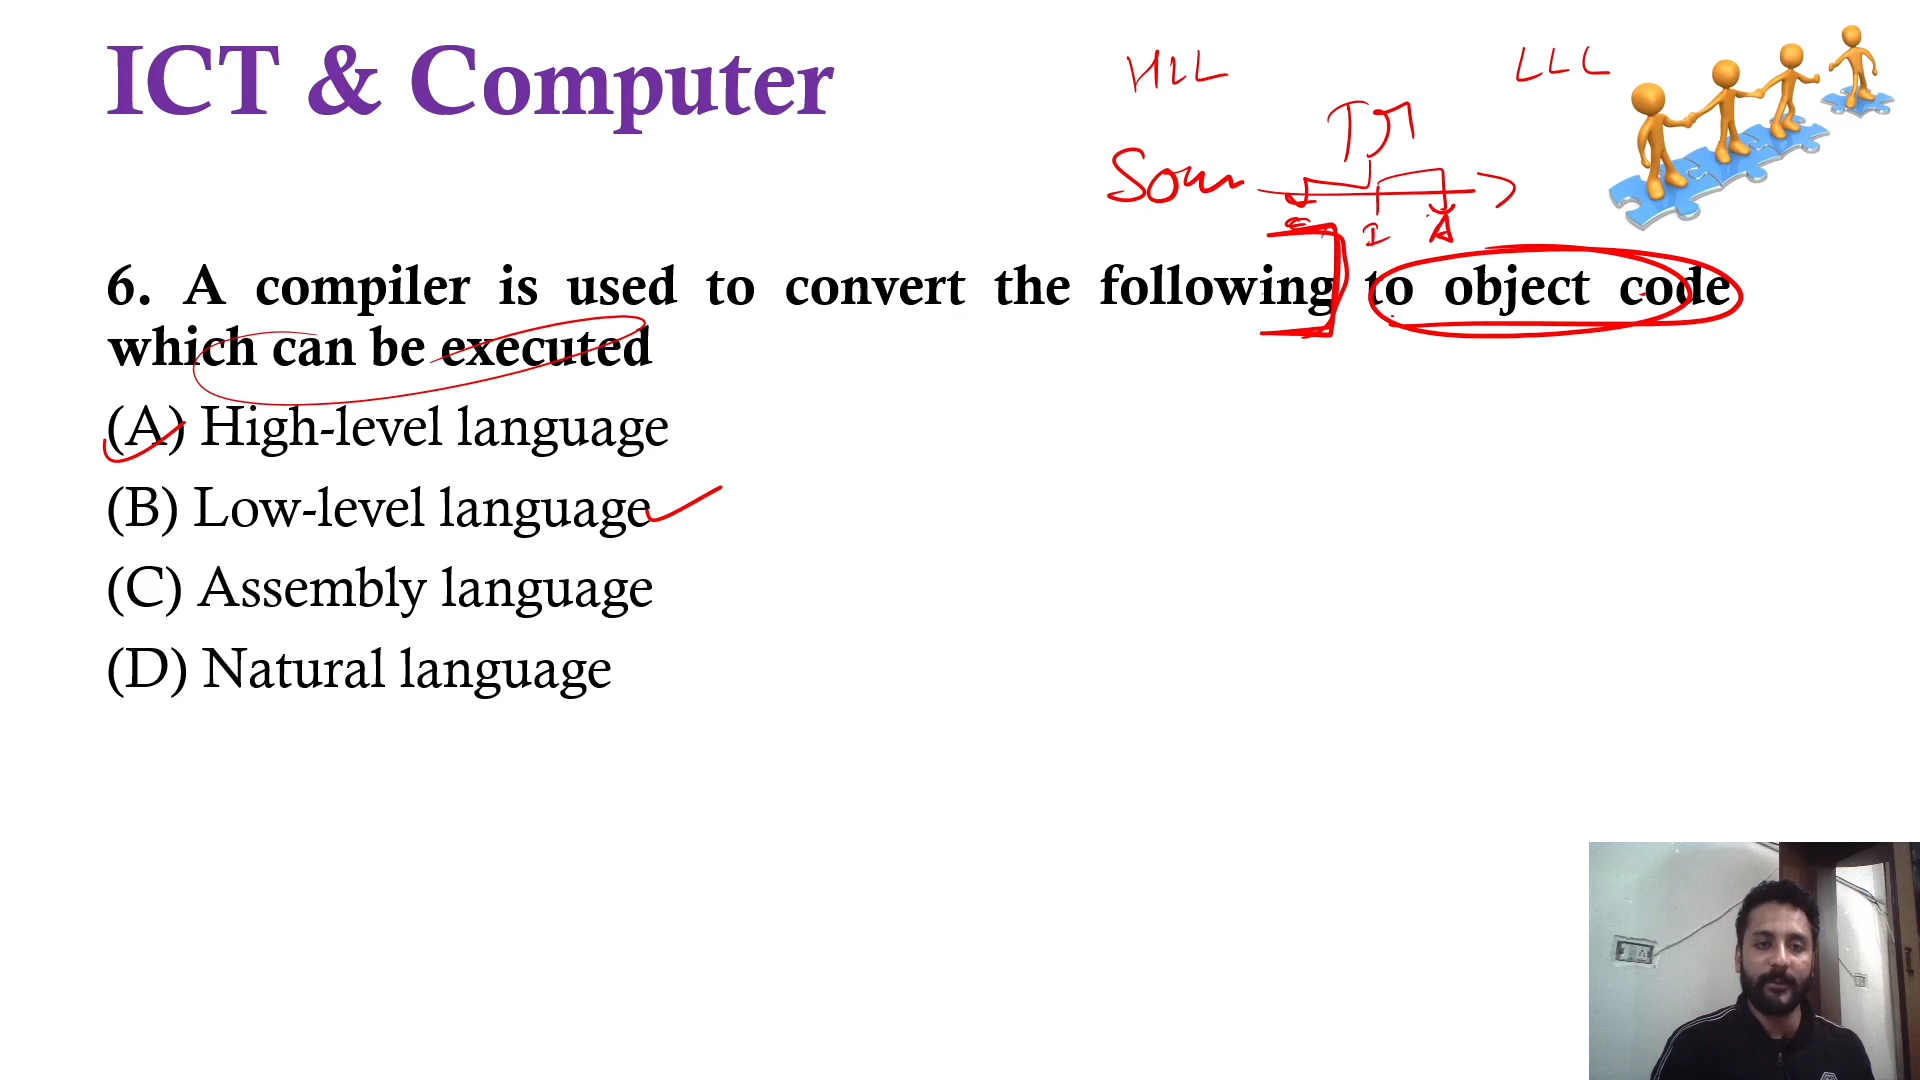 ICT & Computer
HLL
LLL
6. A compiler is used to convert the following to object code
which can be executed
(A) High-level language
(B) Low-level language
(C) Assembly language
(D) Natural language